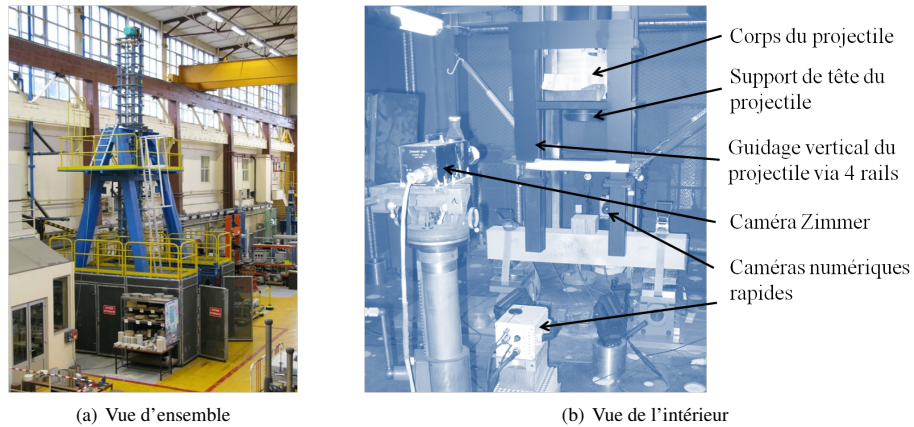 Corps du projectile
Support de tête du
projectile
Guidage vertical du
projectile via 4 rails
Caméra Zimmer
Caméras numériques
rapides
(a) Vue d'ensemble
(b) Vue de l'intérieur